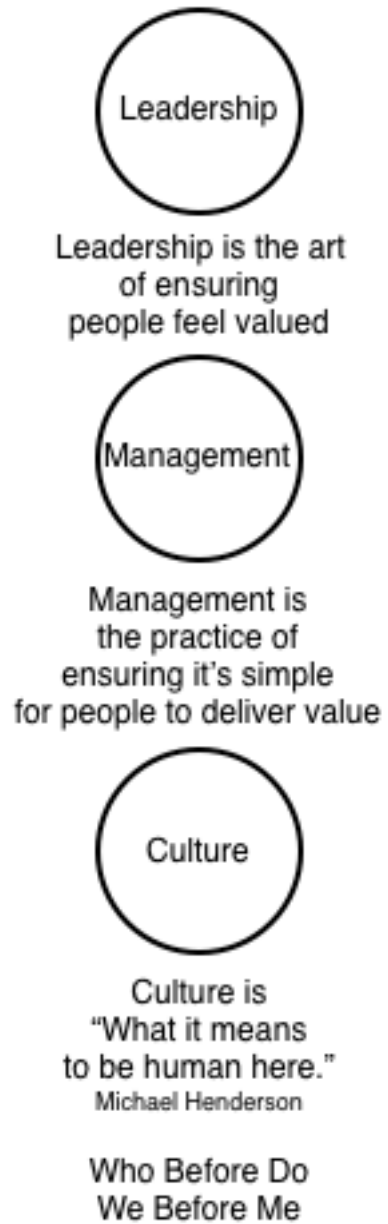 Leadership
Leadership is the art
of ensuring
people feel valued
Management
Management is
the practice of
ensuring it’s simple
for people to deliver value
Culture
Culture is
“What it means
to be human here.”
Michael Henderson
Who Before Do
We Before Me